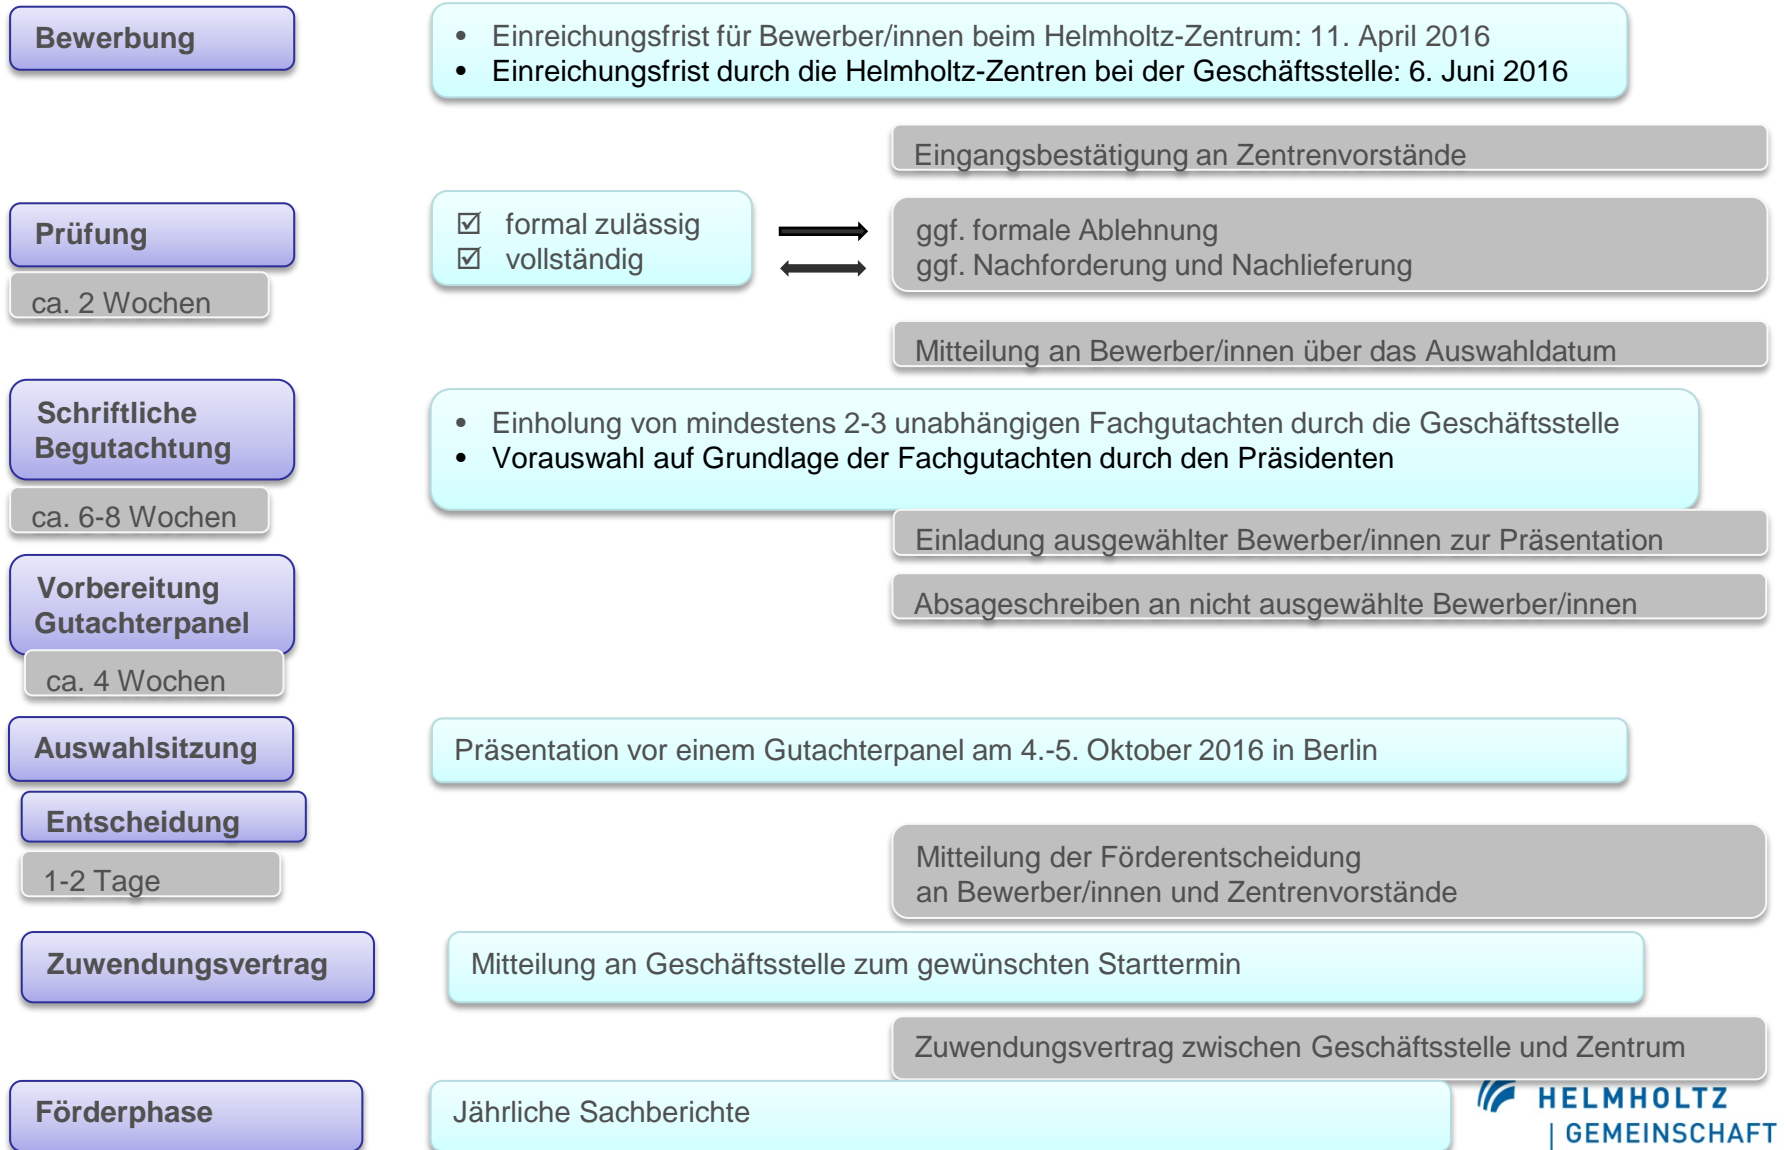 Bewerbung
• Einreichungsfrist für Bewerber/innen beim Helmholtz-Zentrum: 11. April 2016
• Einreichungsfrist durch die Helmholtz-Zentren bei der Geschäftsstelle: 6. Juni 2016
Eingangsbestätigung an Zentrenvorstände
Prüfung
ca. 2 Wochen
☑ formal zulässig
☑ vollständig
ggf. formale Ablehnung
ggf. Nachforderung und Nachlieferung
Mitteilung an Bewerber/innen über das Auswahldatum
Schriftliche
Begutachtung
ca. 6-8 Wochen
• Einholung von mindestens 2-3 unabhängigen Fachgutachten durch die Geschäftsstelle
• Vorauswahl auf Grundlage der Fachgutachten durch den Präsidenten
Einladung ausgewählter Bewerber/innen zur Präsentation
Vorbereitung
Gutachterpanel
ca. 4 Wochen
Absageschreiben an nicht ausgewählte Bewerber/innen
Auswahlsitzung
Präsentation vor einem Gutachterpanel am 4.-5. Oktober 2016 in Berlin
Entscheidung
1-2 Tage
Mitteilung der Förderentscheidung
an Bewerber/innen und Zentrenvorstände
Zuwendungsvertrag
Mitteilung an Geschäftsstelle zum gewünschten Starttermin
Zuwendungsvertrag zwischen Geschäftsstelle und Zentrum
Förderphase
Jährliche Sachberichte
HELMHOLTZ
| GEMEINSCHAFT